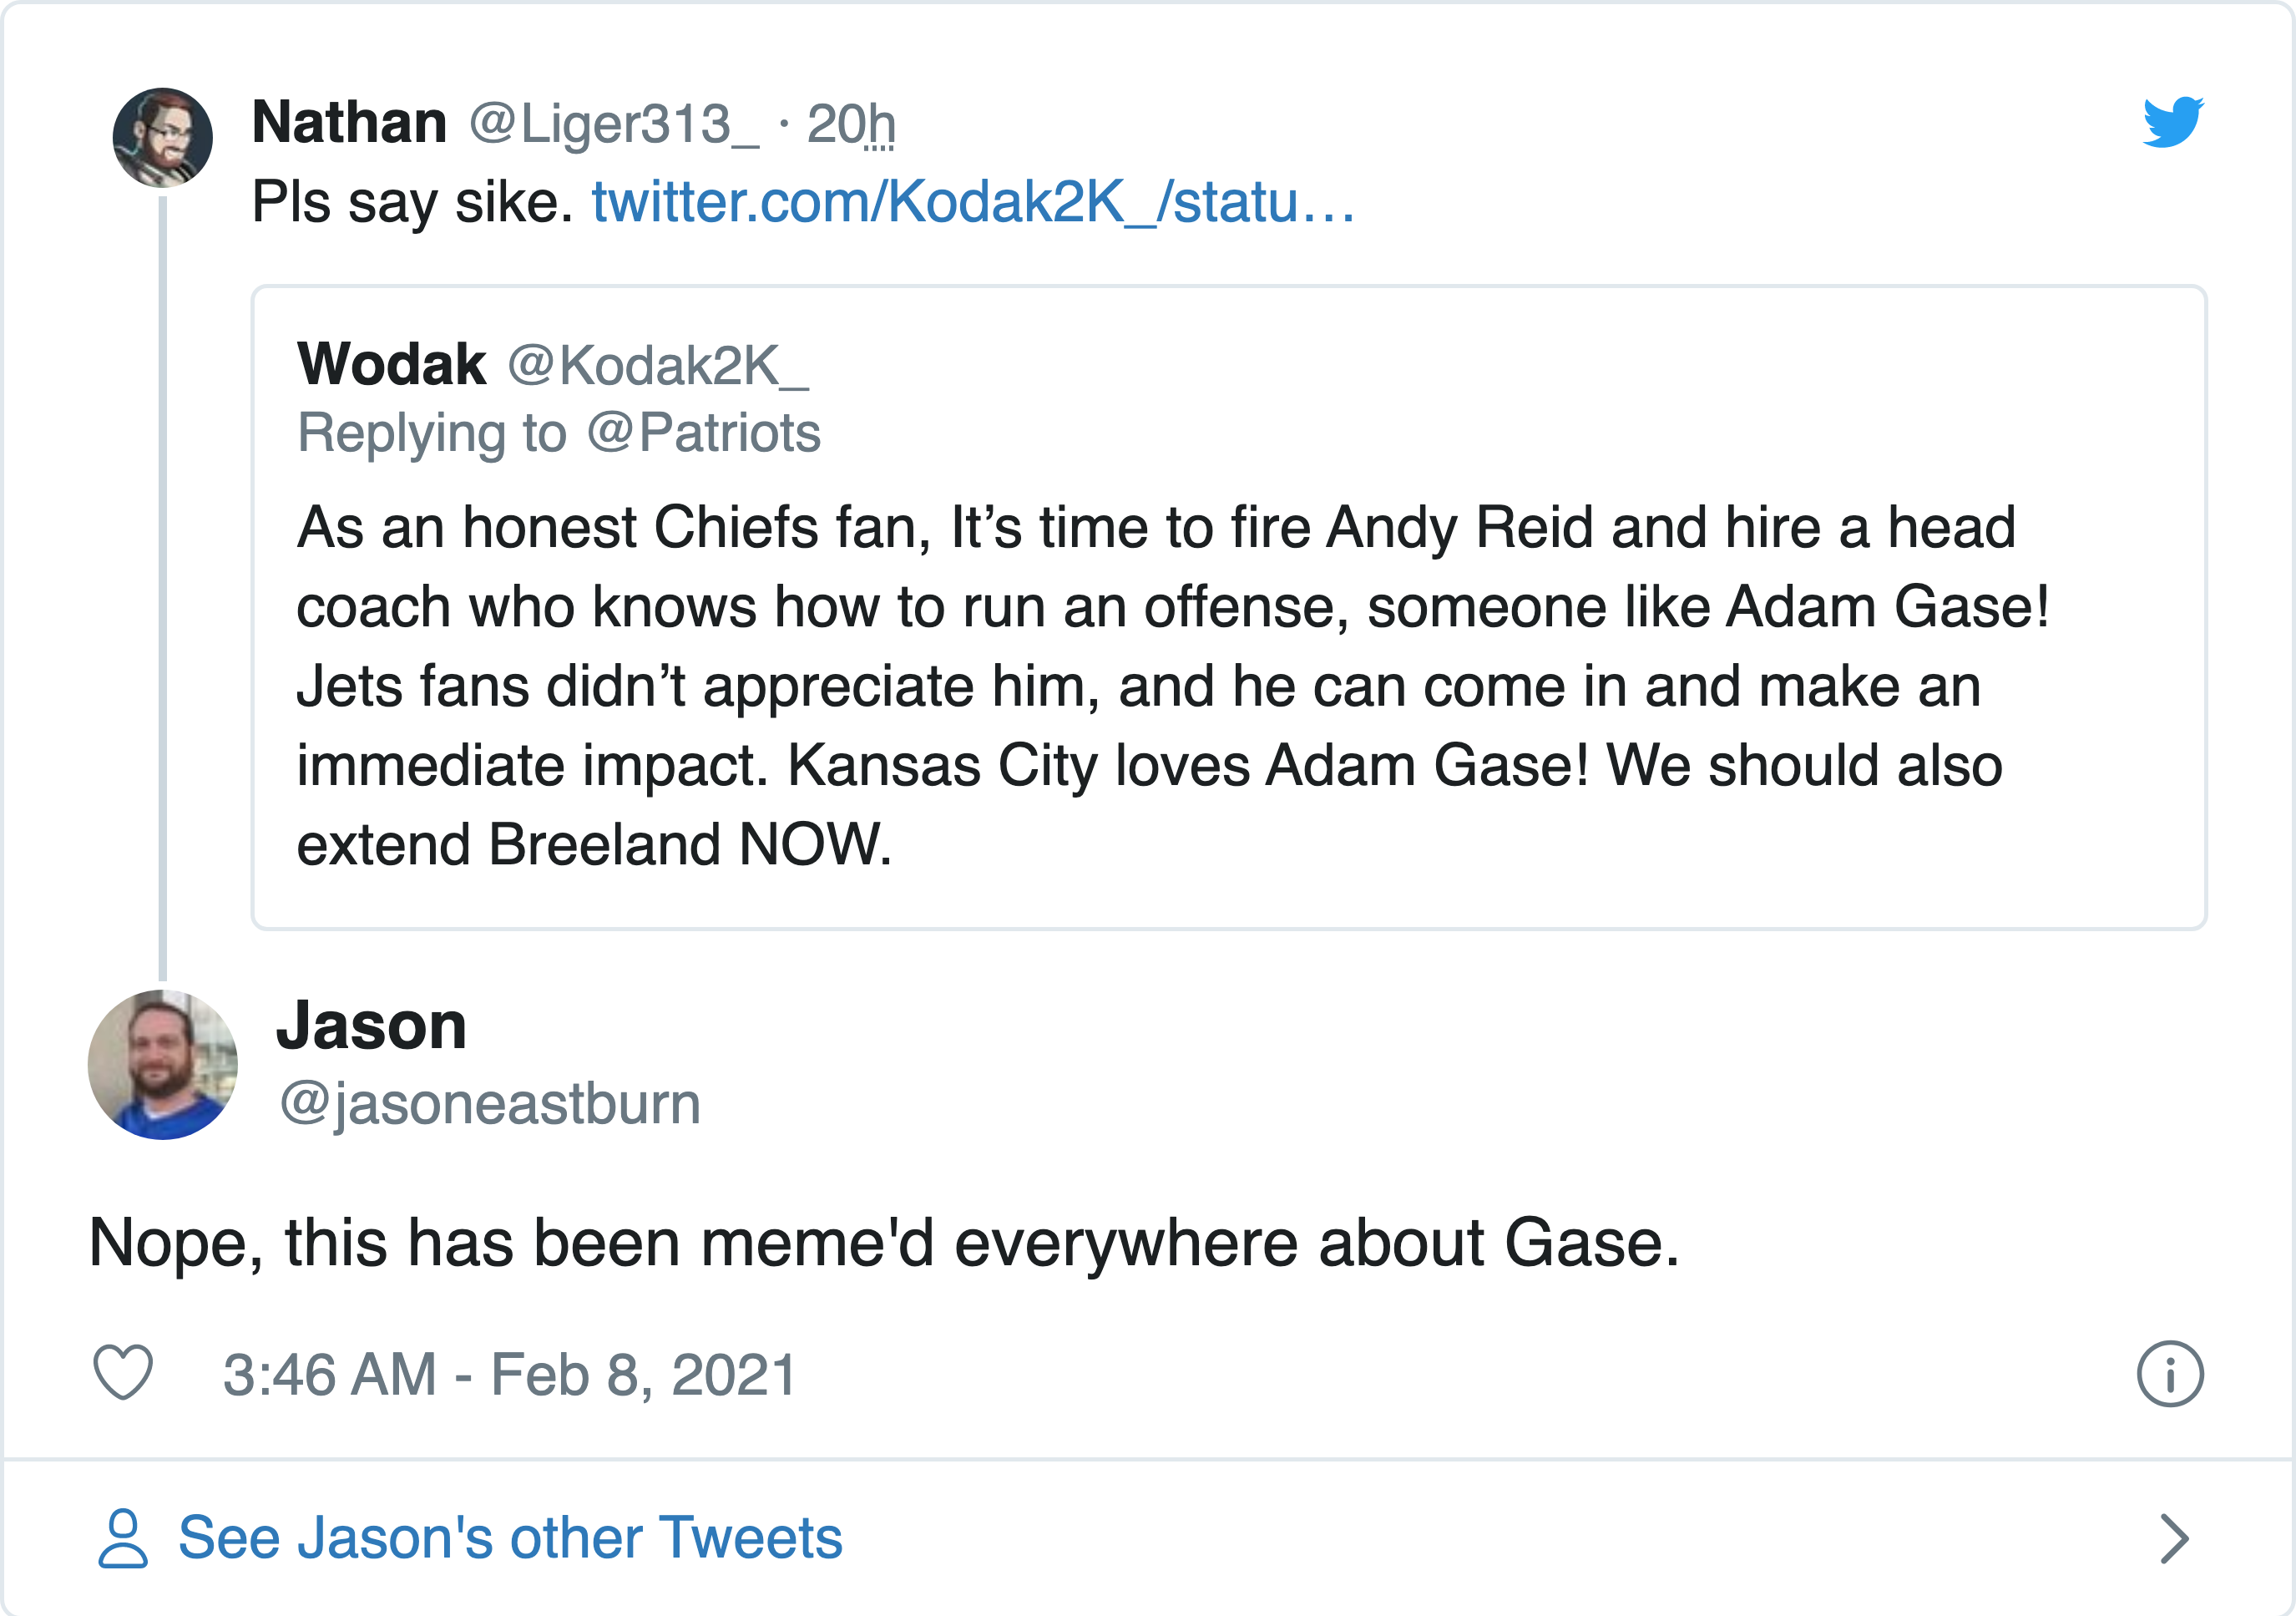 Nathan @Liger313_ · 20h
Pls say sike. twitter.com/Kodak2K_/statu…
Wodak @Kodak2K_
Replying to @Patriots
As an honest Chiefs fan, It’s time to fire Andy Reid and hire a head
coach who knows how to run an offense, someone like Adam Gase!
Jets fans didn’t appreciate him, and he can come in and make an
immediate impact. Kansas City loves Adam Gase! We should also
extend Breeland NOW.
Jason
@jasoneastburn
Nope, this has been meme'd everywhere about Gase.
3:46 AM - Feb 8, 2021
See Jason's other Tweets